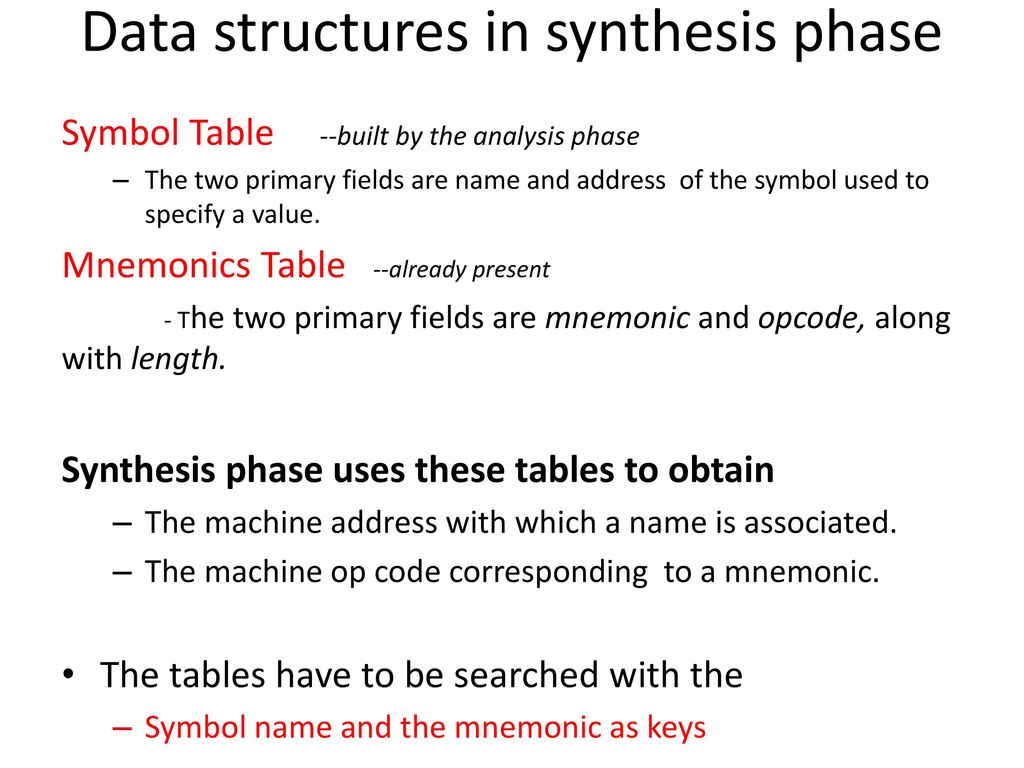 Data structures in synthesis phase
Symbol Table --built by the analysis phase
– The two primary fields are name and address of the symbol used to
specify a value.
Mnemonics Table --already present
- The two primary fields are mnemonic and opcode, along
with length.
Synthesis phase uses these tables to obtain
– The machine address with which a name is associated.
– The machine op code corresponding to a mnemonic.
• The tables have to be searched with the
– Symbol name and the mnemonic as keys